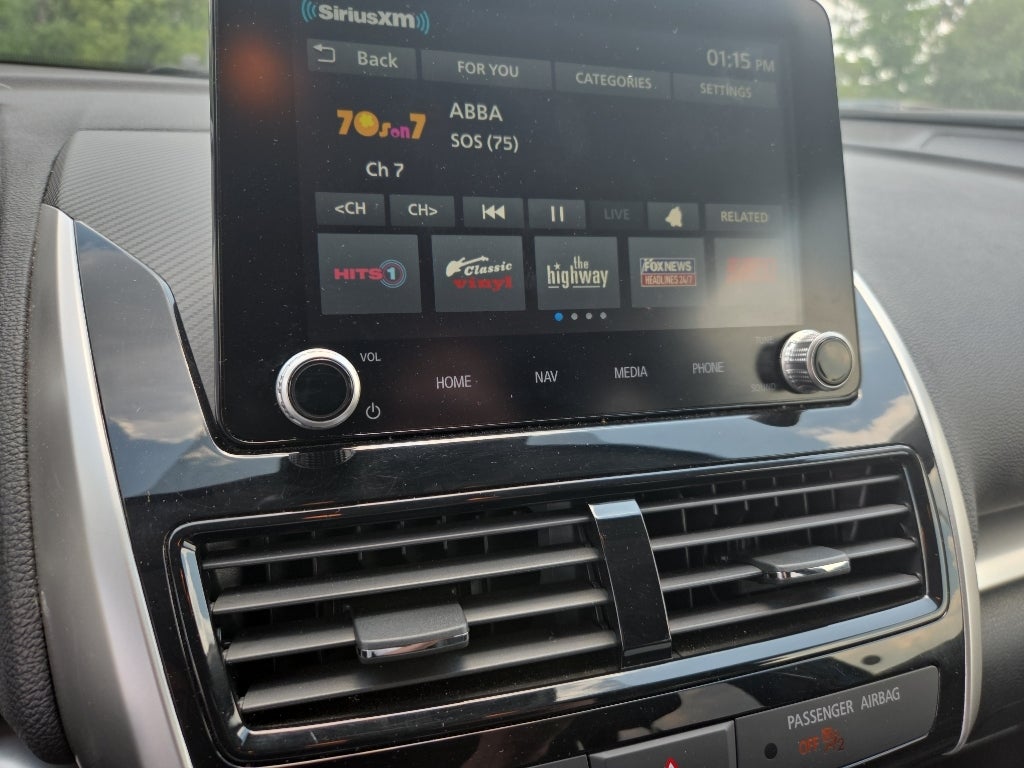 SiriusXM
Back
FOR YOU
CATEGORIES
SETTINGS
01:15 PM
70s on 7
ABBA
SOS (75)
Ch 7
<CH
CH>
LIVE
RELATED
HITS 1
Classic
vinyl
the
highway
FOX NEWS
HEADLINES 24/7
VOL
HOME
NAV
MEDIA
PHONE
SOUND
PASSENGER AIRBAG
OFF